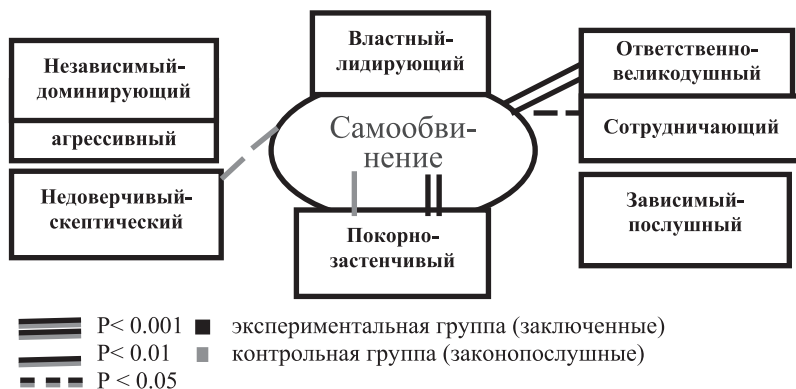 Независимый-
доминирующий
агрессивный
Недоверчивый-
скептический
Властный-
лидирующий
Самообви-
нение
Покорно-
застенчивый
Ответственно-
великодушный
Сотрудничающий
Зависимый-
послушный
P< 0.001
P< 0.01
P < 0.05
экспериментальная группа (заключенные)
контрольная группа (законопослушные)